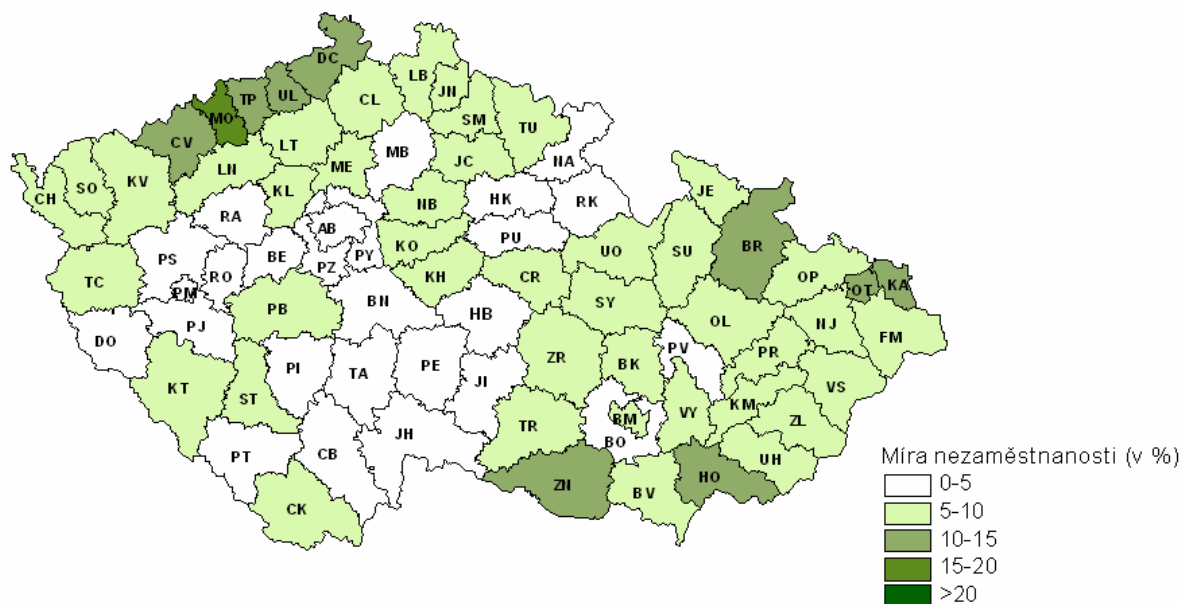 DC
LB
JN
TP
UL
CL
MO
SM
TU
CV
LT
MB
NA
LN
ME
JC
SO
KV
KL
CH
NB
HK
RK
JE
RA
AB
PU
BR
PS
BE
PY
KO
UO
SU
RO
PZ
OP
TC
KH
CR
OT
KA
PM
BN
SY
PB
HB
OL
NJ
PJ
FM
DO
PV
PR
PI
TA
PE
ZR
BK
JI
KT
VS
ST
KM
BM
VY
ZL
TR
JH
BO
PT
CB
UH
ZN
HO
BV
CK
Míra nezaměstnanosti (v %)
0-5
5-10
10-15
15-20
>20